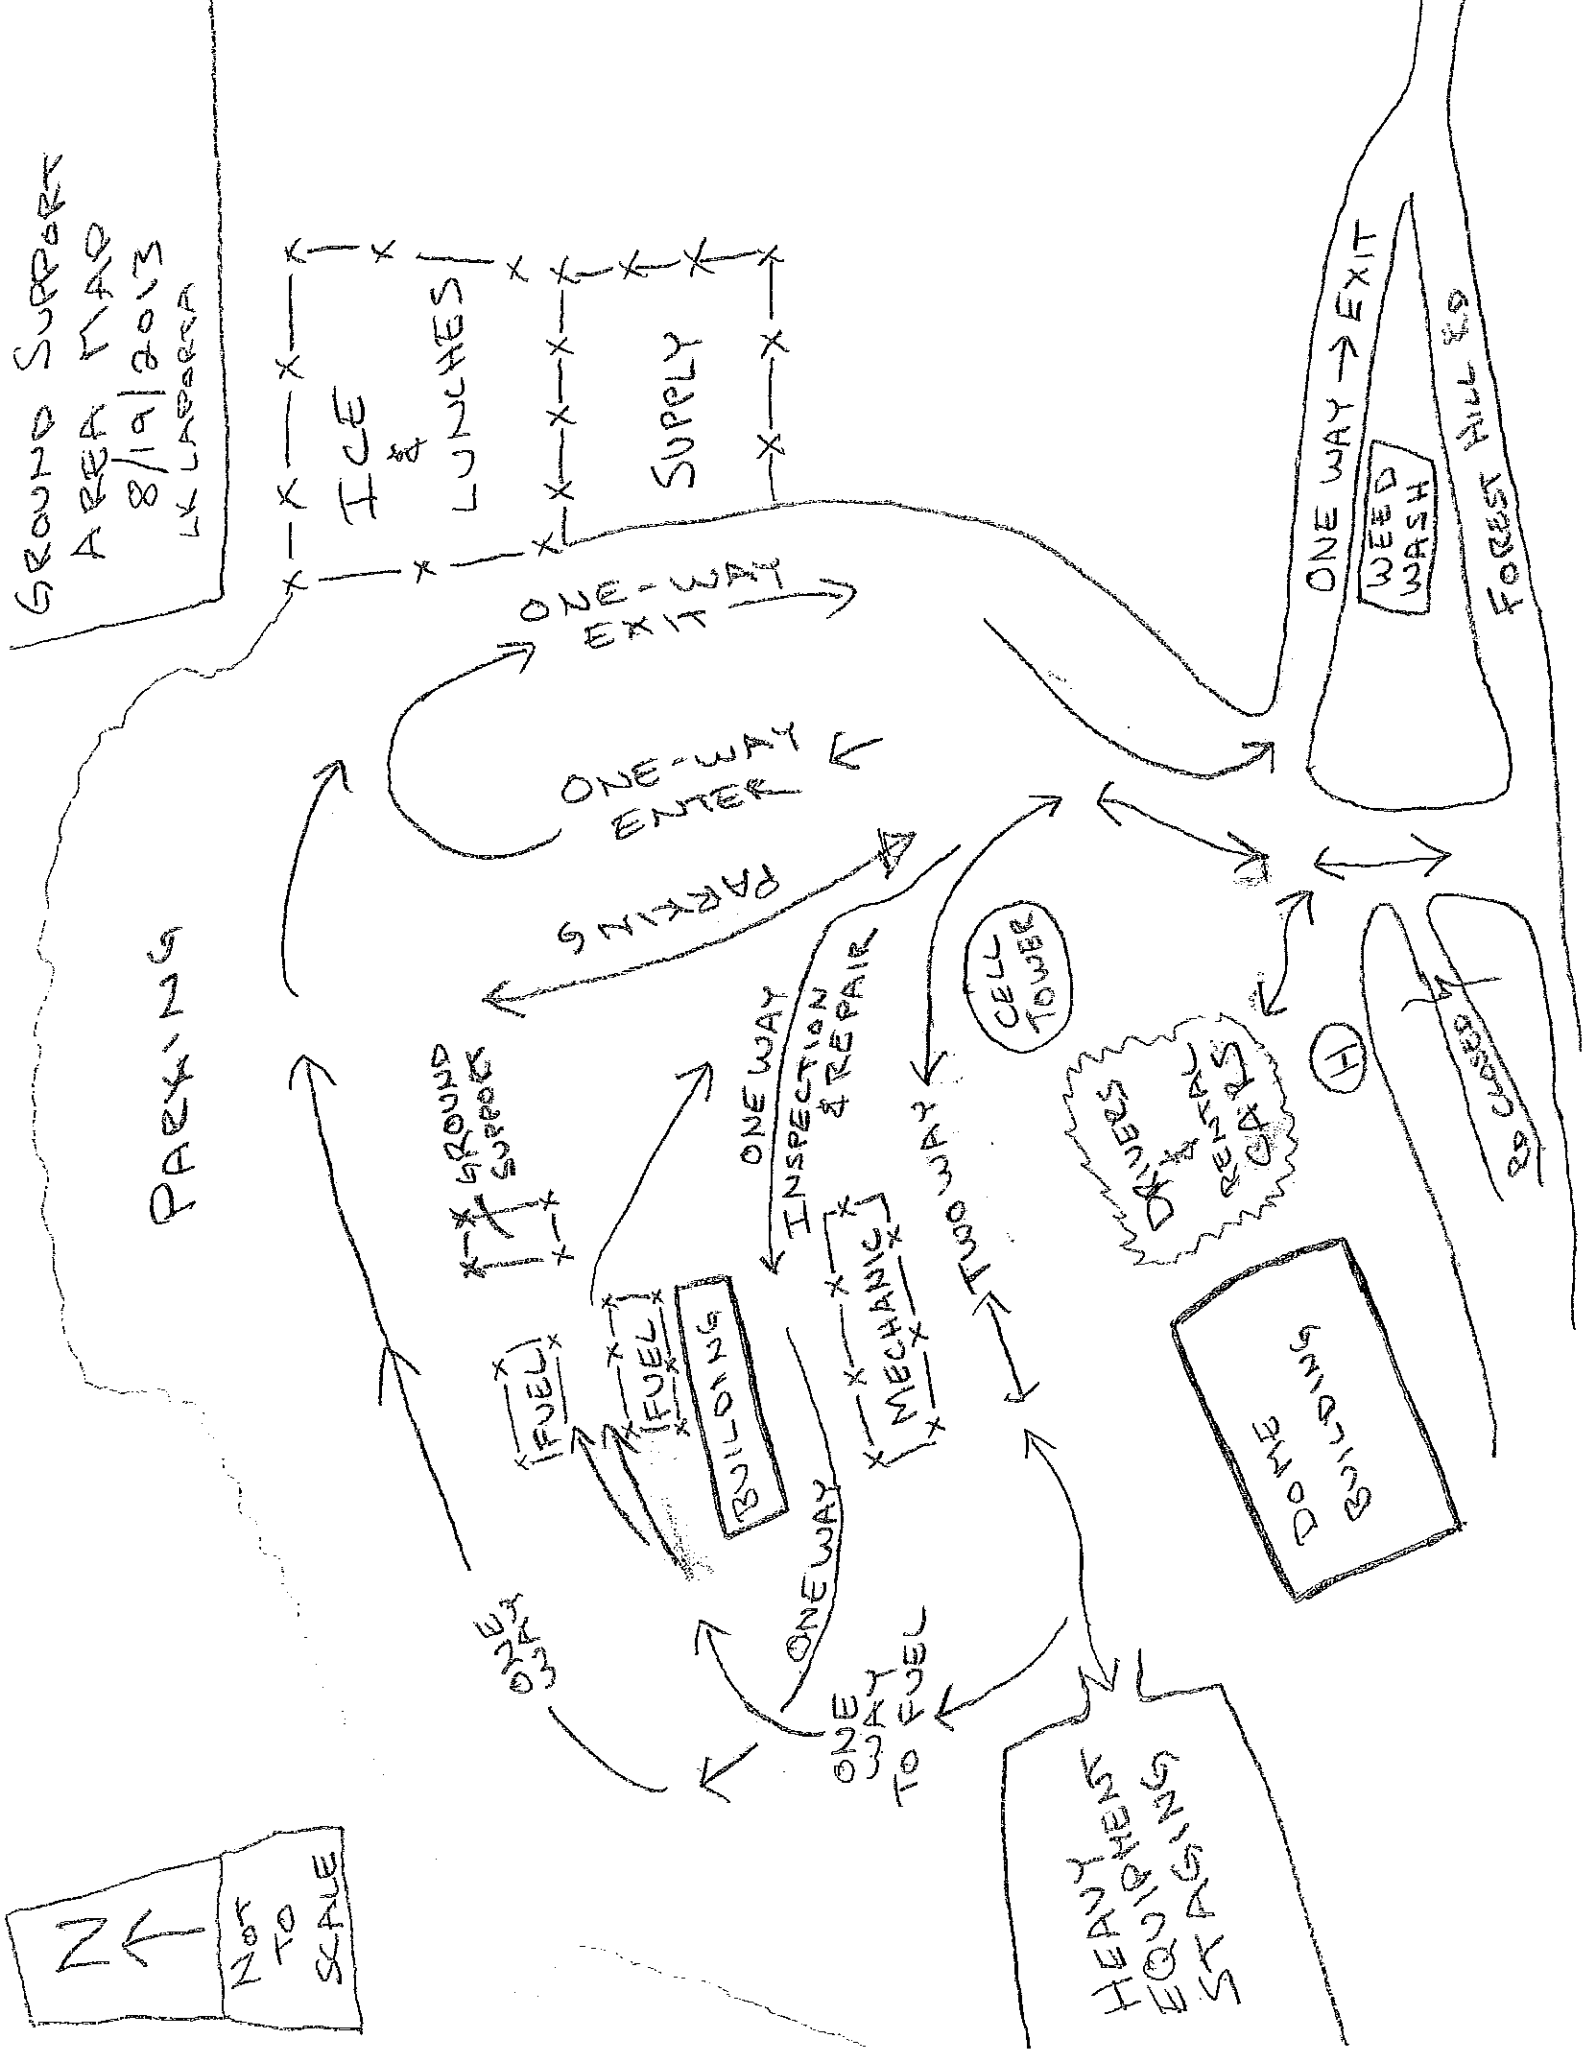 GROUND SUPPORT
AREA MAP
8/19/2013
LK LAPORRA
N
NOT
TO
SCALE
PARKING
ICE
&
LUNCHES
SUPPLY
ONE-WAY
EXIT
ONE-WAY
ENTER
PARKING
GROUND
SUPPORT
ONE
WAY
FUEL
FUEL
BUILDING
ONE WAY
INSPECTION
& REPAIR
MECHANIC
ONE WAY
ONE
WAY
TO FUEL
TWO WAY
CELL
TOWER
DRIVERS
&
RENTAL
CARS
H
DOME
BUILDING
HEAVY
EQUIPMENT
STAGING
RD CLOSED
ONE WAY → EXIT
WEED
WASH
FOREST HILL RD